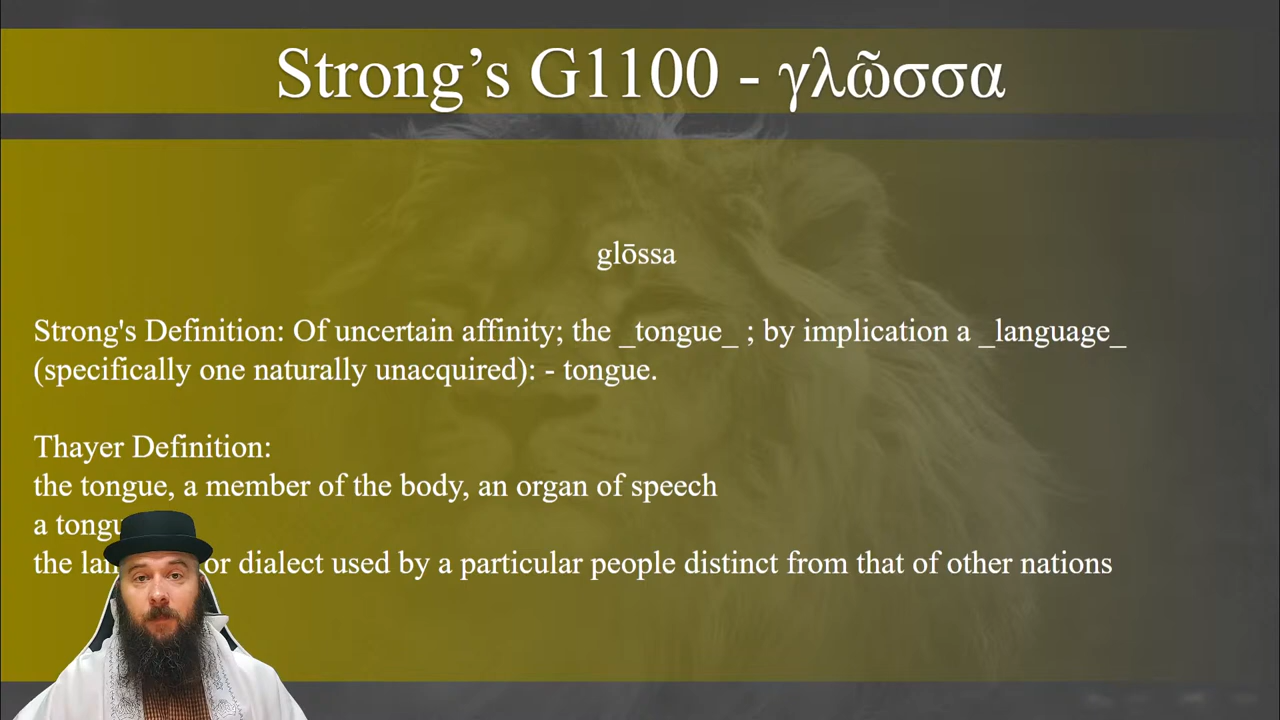 Strong’s G1100 - γλῶσσα
glōssa
Strong's Definition: Of uncertain affinity; the _tongue_ ; by implication a _language_
(specifically one naturally unacquired): - tongue.
Thayer Definition:
the tongue, a member of the body, an organ of speech
a
the or dialect used by a particular people distinct from that of other nations